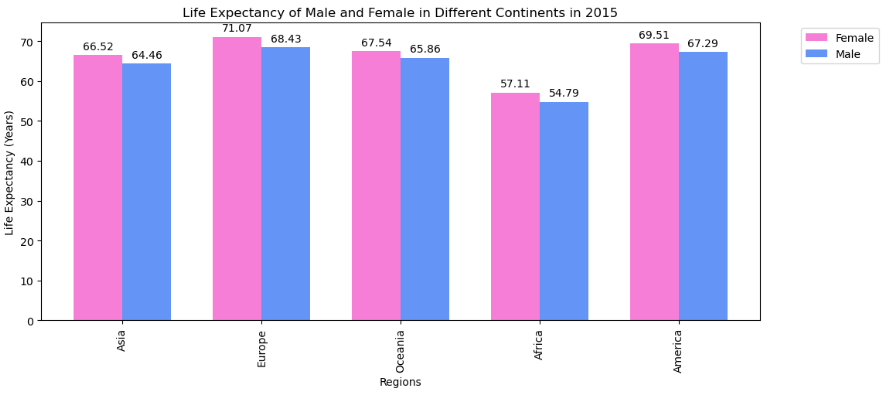 Life Expectancy of Male and Female in Different Continents in 2015
Female
Male
Life Expectancy (Years)
70
60
50
40
30
20
10
0
66.52
64.46
71.07
68.43
67.54
65.86
57.11
54.79
69.51
67.29
Asia
Europe
Oceania
Africa
America
Regions